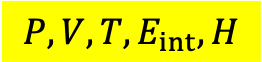 P, V, T, E_int, H